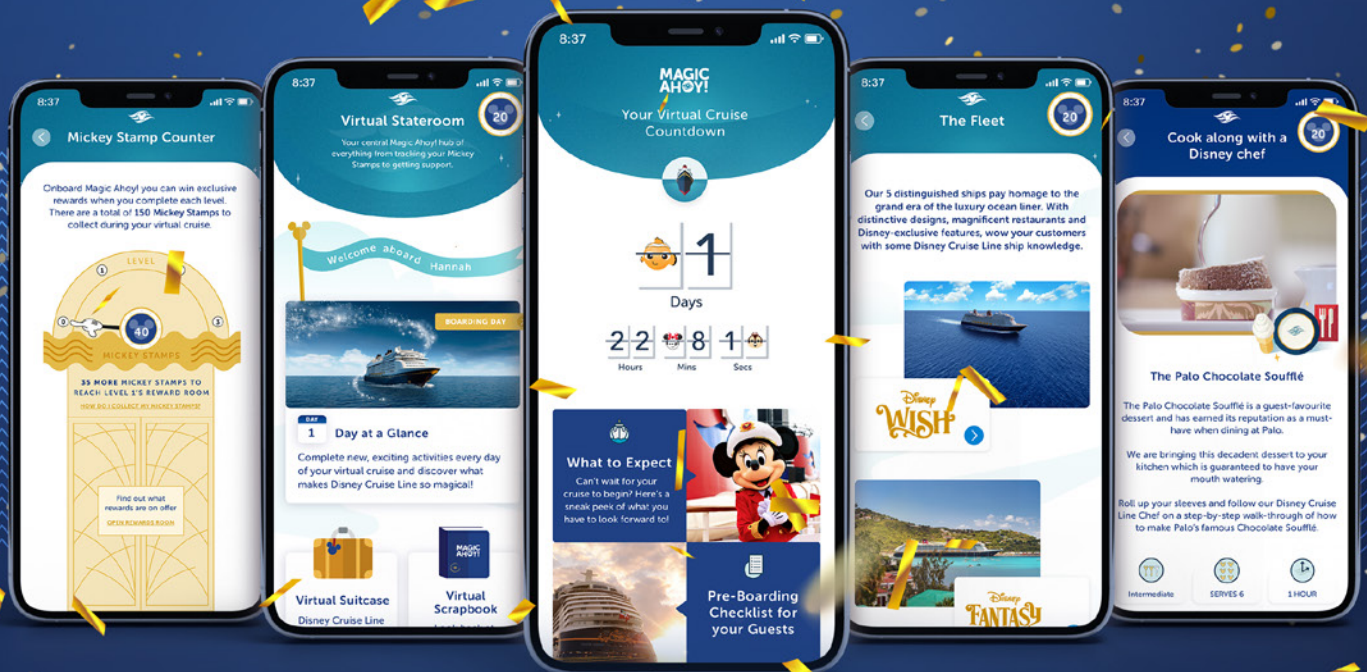 8:37
Mickey Stamp Counter
Onboard Magic Ahoy! you can win exclusive
rewards when you complete each level.
There are a total of 150 Mickey Stamps to
collect during your virtual cruise.
LEVEL
0
1
3
40
MICKEY STAMPS
35 MORE MICKEY STAMPS TO
REACH LEVEL 1'S REWARD ROOM
HOW DO I COLLECT MY MICKEY STAMPS?
Find out what
rewards are on offer
OPEN REWARDS ROOM
8:37
20
Virtual Stateroom
Your central Magic Ahoy! hub of
everything from tracking your Mickey
Stamps to getting support.
Welcome aboard Hannah
BOARDING DAY
DAY
1
Day at a Glance
Complete new, exciting activities every day
of your virtual cruise and discover what
makes Disney Cruise Line so magical!
Virtual Suitcase
Disney Cruise Line
MAGIC
AHOY!
Virtual
Scrapbook
8:37
MAGIC
AHOY!
Your Virtual Cruise
Countdown
1
Days
22 8 1
Hours Mins Secs
What to Expect
Can't wait for your
cruise to begin? Here's a
sneak peek of what you
have to look forward to!
Pre-Boarding
Checklist for
your Guests
8:37
20
The Fleet
Our 5 distinguished ships pay homage to the
grand era of the luxury ocean liner. With
distinctive designs, magnificent restaurants and
Disney-exclusive features, wow your customers
with some Disney Cruise Line ship knowledge.
Disney
WISH
Disney
FANTASY
8:37
20
Cook along with a
Disney chef
The Palo Chocolate Soufflé
The Palo Chocolate Soufflé is a guest-favourite
dessert and has earned its reputation as a must-
have when dining at Palo.
We are bringing this decadent dessert to your
kitchen which is guaranteed to have your
mouth watering.
Roll up your sleeves and follow our Disney Cruise
Line Chef on a step-by-step walk-through of how
to make Palo's famous Chocolate Soufflé.
Intermediate
SERVES 6
1 HOUR